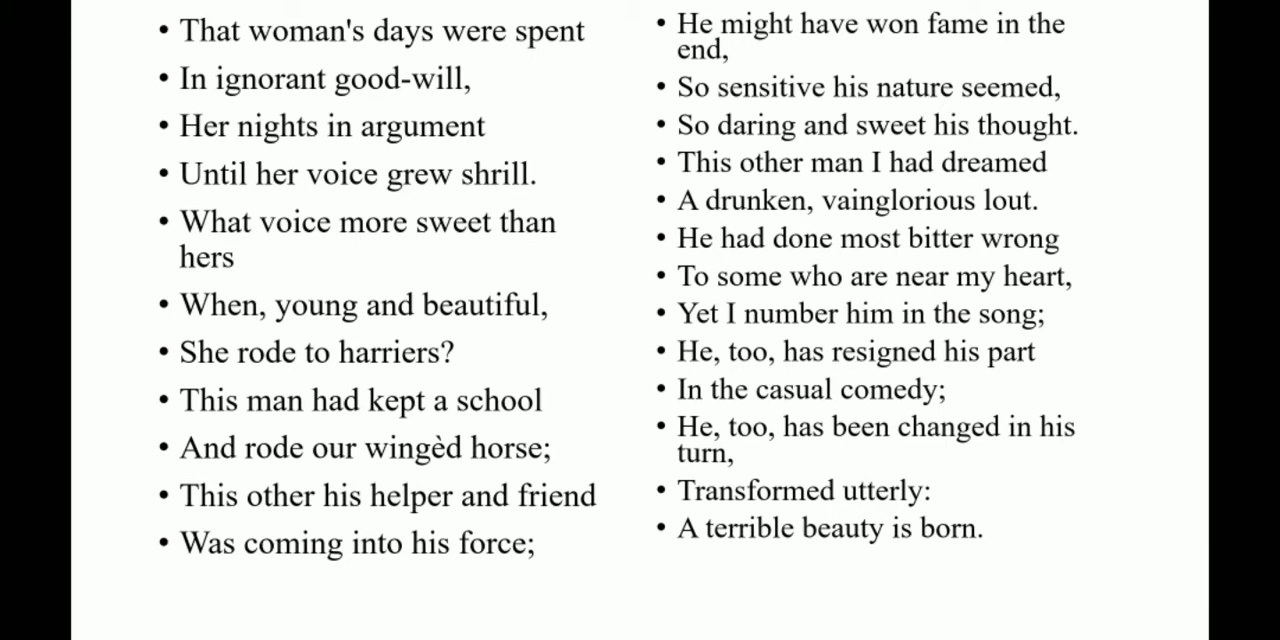 • That woman's days were spent
• In ignorant good-will,
• Her nights in argument
• Until her voice grew shrill.
• What voice more sweet than
hers
• When, young and beautiful,
• She rode to harriers?
• This man had kept a school
• And rode our wingèd horse;
• This other his helper and friend
• Was coming into his force;
• He might have won fame in the
end,
• So sensitive his nature seemed,
• So daring and sweet his thought.
• This other man I had dreamed
• A drunken, vainglorious lout.
• He had done most bitter wrong
• To some who are near my heart,
• Yet I number him in the song;
• He, too, has resigned his part
• In the casual comedy;
• He, too, has been changed in his
turn,
• Transformed utterly:
• A terrible beauty is born.